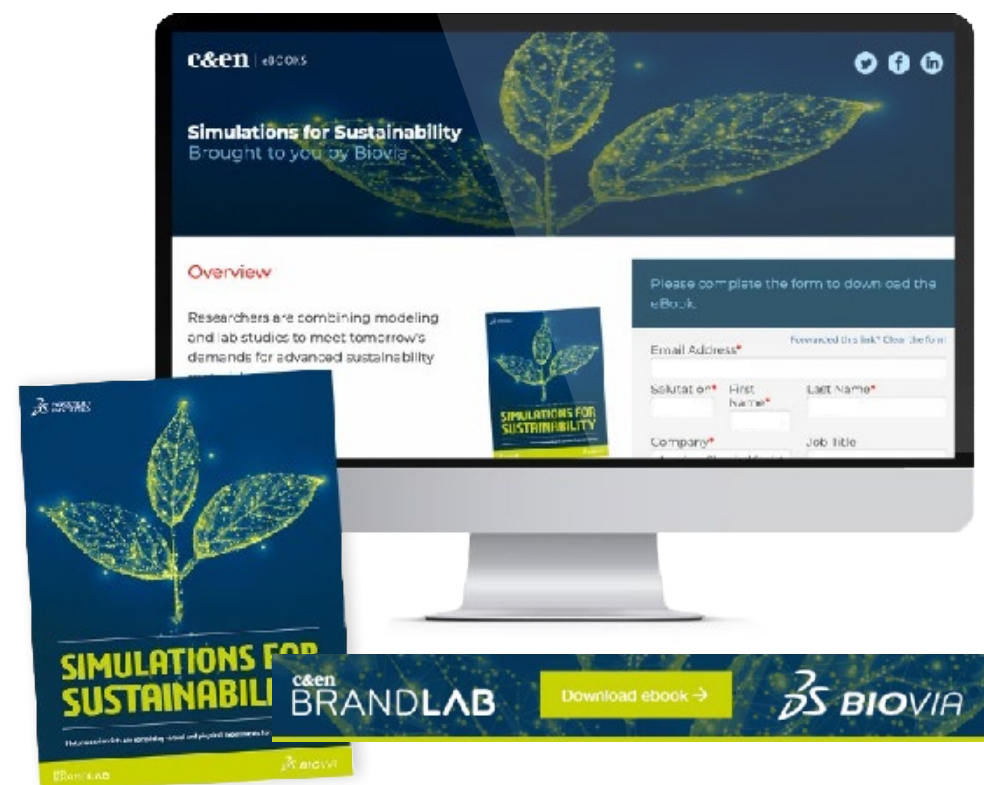 c&en | eBOOKS
Simulations for Sustainability
Brought to you by Biovia
Overview
Researchers are combining modeling
and lab studies to meet tomorrow's
demands for advanced sustainability
Please complete the form to download the
eBook.
Forwarded this link? Clear the form
Email Address*
Salutation*
First
Name*
Last Name*
Company*
Job Title
SIMULATIONS FOR
SUSTAINABILITY
SIMULATIONS FOR
SUSTAINABIL
BRANDLAB
BIOVIA
c&en
BRANDLAB
Download ebook →
BIOVIA